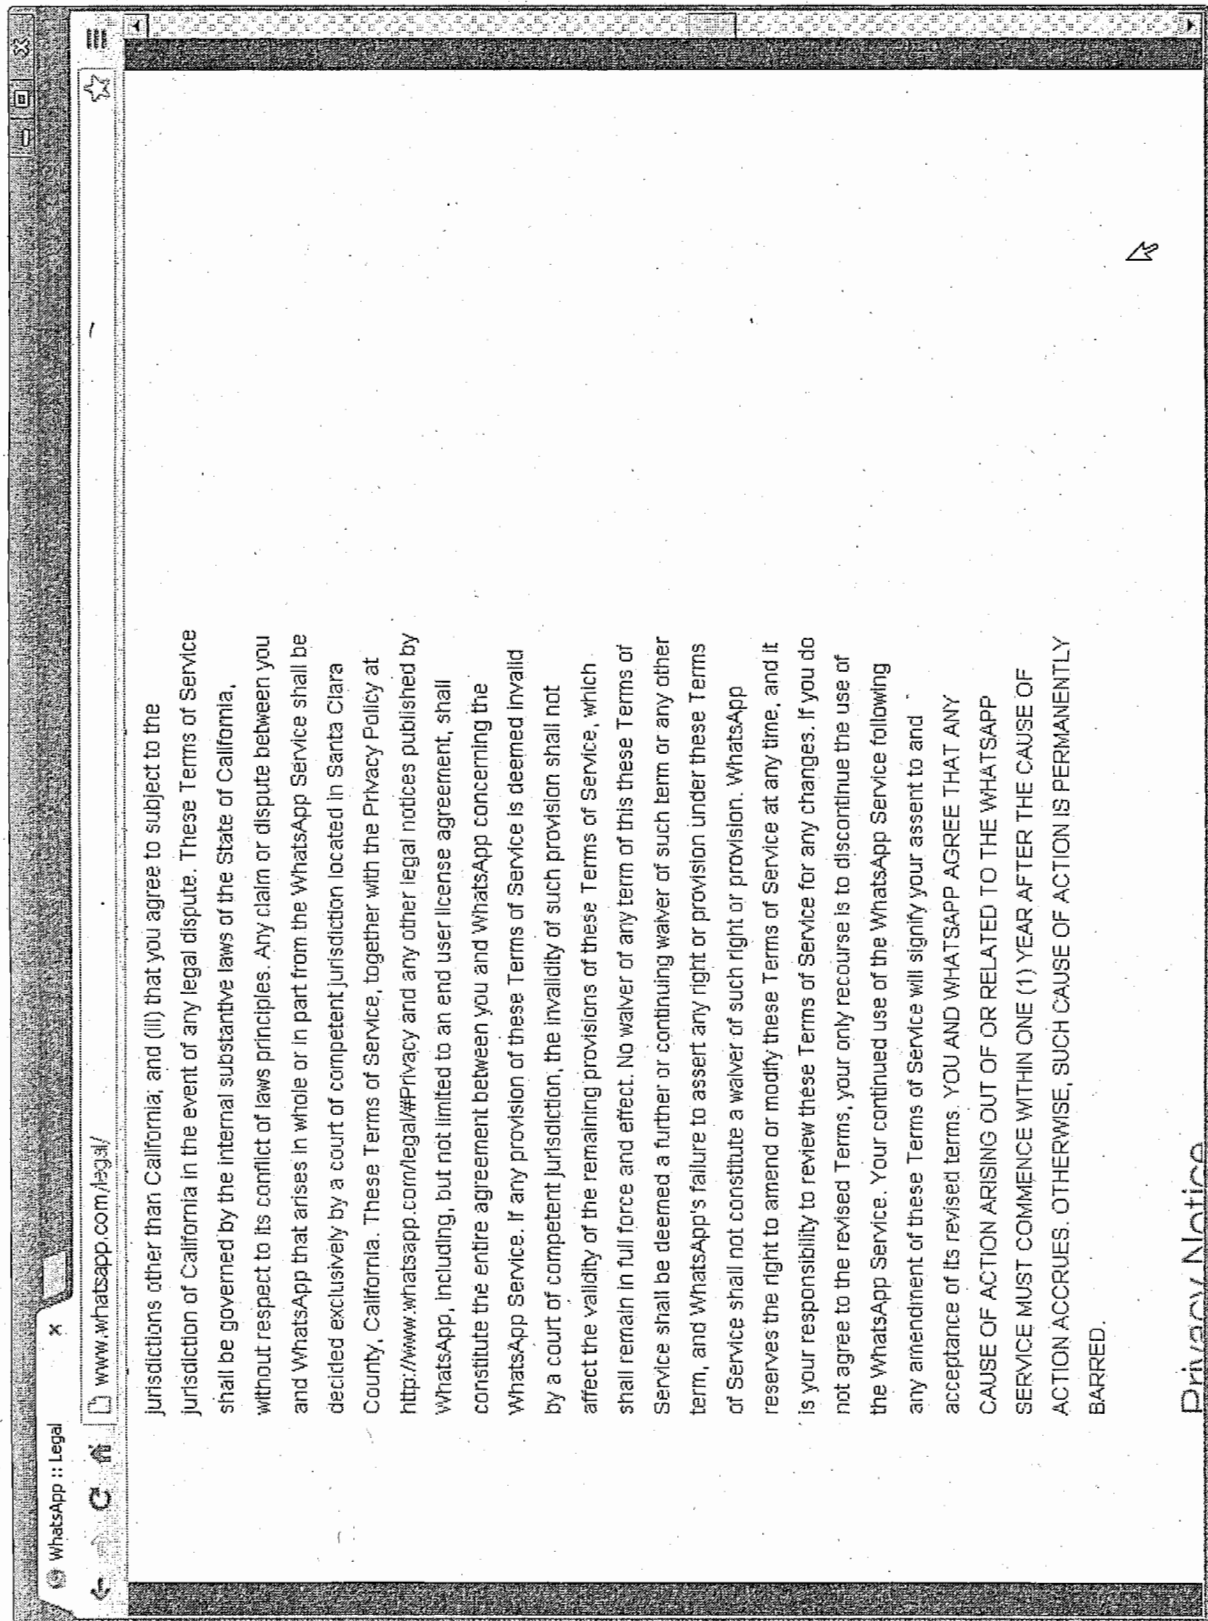 WhatsApp :: Legal
www.whatsapp.com/legal/
jurisdictions other than California; and (iii) that you agree to subject to the
jurisdiction of California in the event of any legal dispute. These Terms of Service
shall be governed by the internal substantive laws of the State of California,
without respect to its conflict of laws principles. Any claim or dispute between you
and WhatsApp that arises in whole or in part from the WhatsApp Service shall be
decided exclusively by a court of competent jurisdiction located in Santa Clara
County, California. These Terms of Service, together with the Privacy Policy at
http://www.whatsapp.com/legal/#Privacy and any other legal notices published by
WhatsApp, including, but not limited to an end user license agreement, shall
constitute the entire agreement between you and WhatsApp concerning the
WhatsApp Service. If any provision of these Terms of Service is deemed invalid
by a court of competent jurisdiction, the invalidity of such provision shall not
affect the validity of the remaining provisions of these Terms of Service, which
shall remain in full force and effect. No waiver of any term of this these Terms of
Service shall be deemed a further or continuing waiver of such term or any other
term, and WhatsApp's failure to assert any right or provision under these Terms
of Service shall not constitute a waiver of such right or provision. WhatsApp
reserves the right to amend or modify these Terms of Service at any time, and it
is your responsibility to review these Terms of Service for any changes. If you do
not agree to the revised Terms, your only recourse is to discontinue the use of
the WhatsApp Service. Your continued use of the WhatsApp Service following
any amendment of these Terms of Service will signify your assent to and
acceptance of its revised terms. YOU AND WHATSAPP AGREE THAT ANY
CAUSE OF ACTION ARISING OUT OF OR RELATED TO THE WHATSAPP
SERVICE MUST COMMENCE WITHIN ONE (1) YEAR AFTER THE CAUSE OF
ACTION ACCRUES. OTHERWISE, SUCH CAUSE OF ACTION IS PERMANENTLY
BARRED.
Privacy Notice